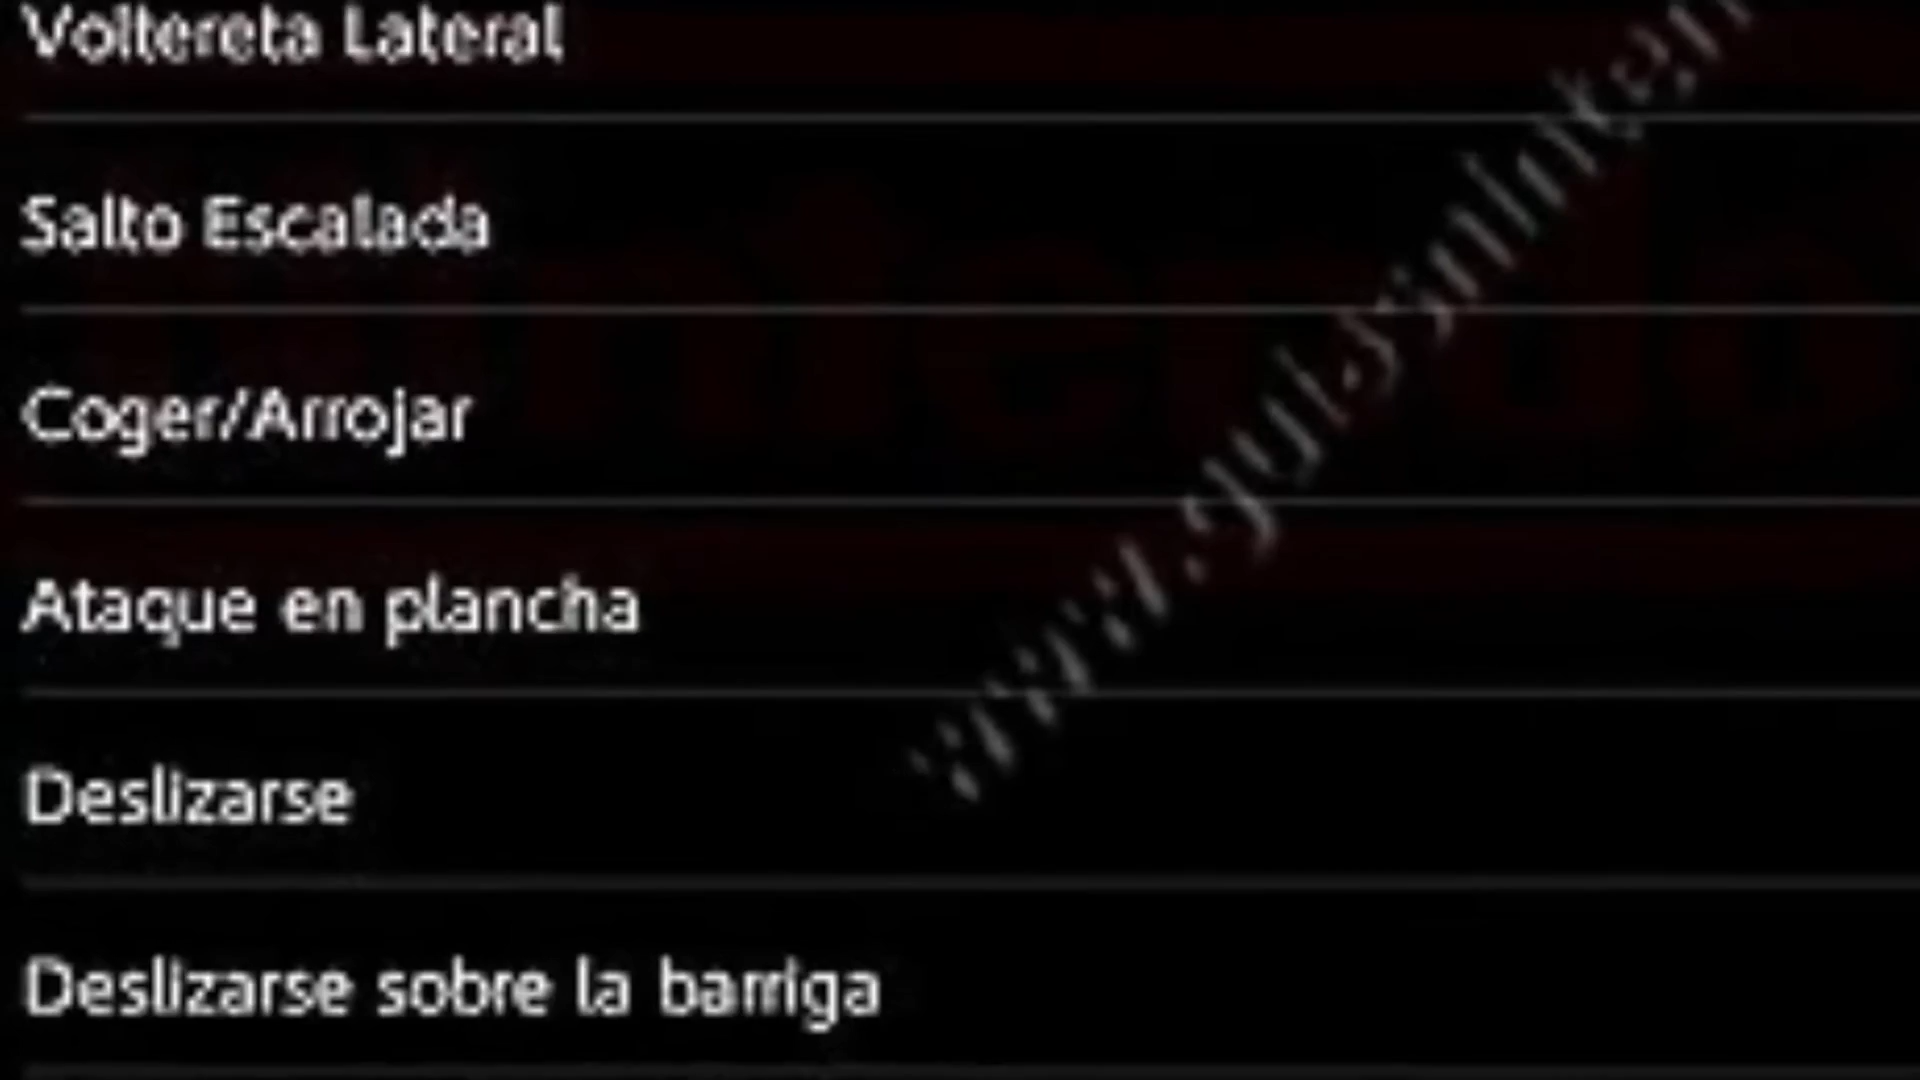 Voltereta Lateral
Salto Escalada
Coger/Arrojar
Ataque en plancha
Deslizarse
Deslizarse sobre la barriga